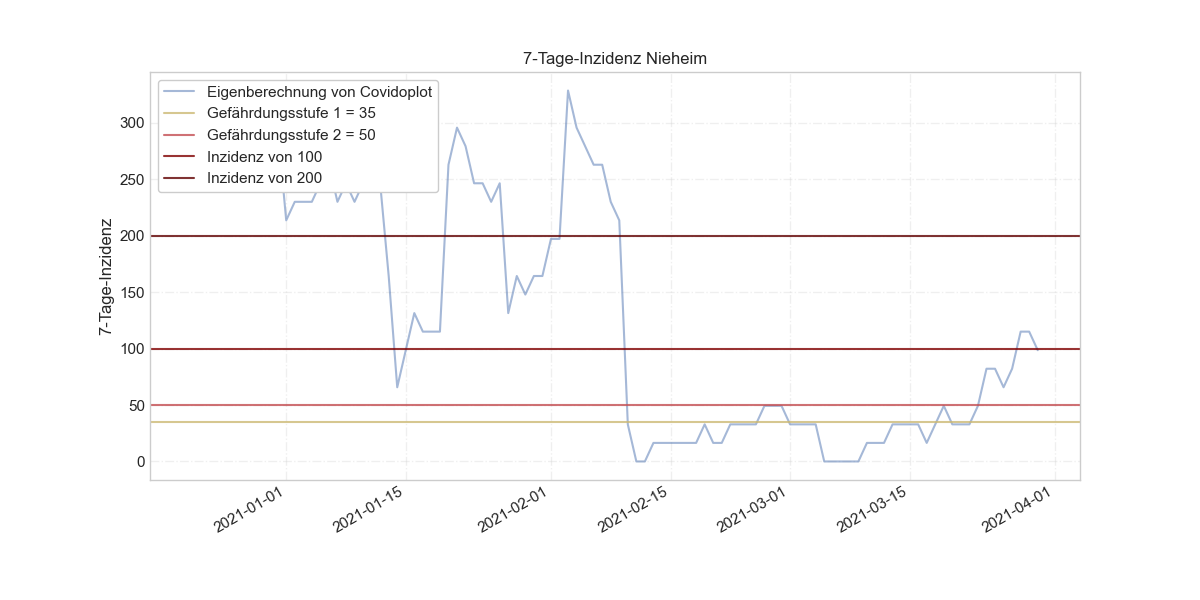 7-Tage-Inzidenz Nieheim
Eigenberechnung von Covidoplot
Gefährdungsstufe 1 = 35
Gefährdungsstufe 2 = 50
Inzidenz von 100
Inzidenz von 200
7-Tage-Inzidenz
300
250
200
150
100
50
0
2021-01-01
2021-01-15
2021-02-01
2021-02-15
2021-03-01
2021-03-15
2021-04-01